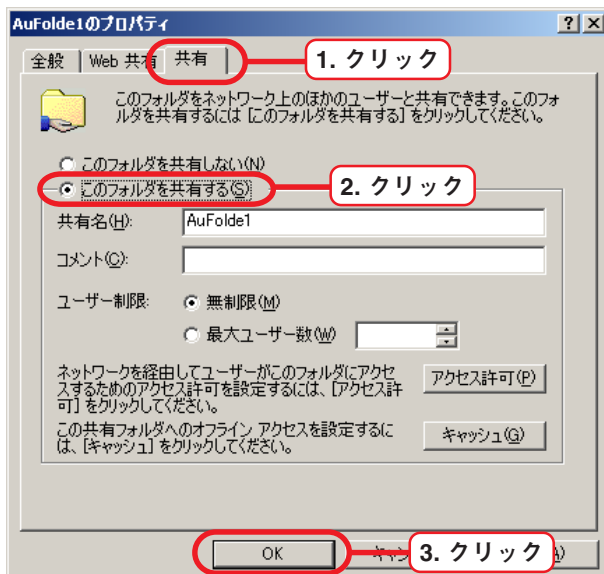 AuFolde1のプロパティ
全般 Web 共有 共有
1. クリック
このフォルダをネットワーク上のほかのユーザーと共有できます。このフォ
ルダを共有するには [このフォルダを共有する] をクリックしてください。
このフォルダを共有しない(N)
このフォルダを共有する(S)
2. クリック
共有名(H): AuFolde1
コメント(C):
ユーザー制限: 無制限(M)
最大ユーザー数(W)
ネットワークを経由してユーザーがこのフォルダにアクセ
スするためのアクセス許可を設定するには、[アクセス許
可] をクリックしてください。
アクセス許可(P)
この共有フォルダへのオフライン アクセスを設定するに
は、[キャッシュ] をクリックしてください。
キャッシュ(G)
OK
3. クリック